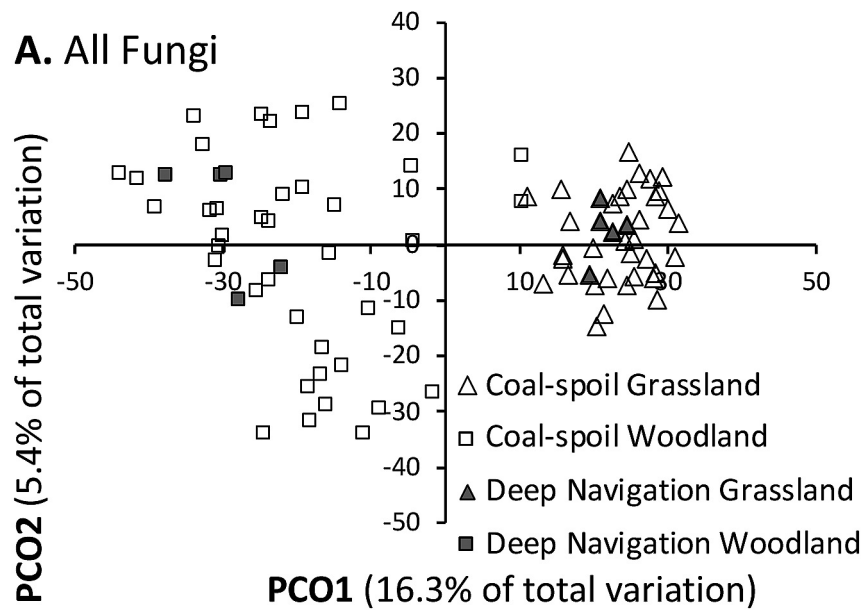 A. All Fungi
40
30
20
10
0
-10
-20
-30
-40
-50
-50 -30 -10 10 30 50
PCO2 (5.4% of total variation)
PCO1 (16.3% of total variation)
Coal-spoil Grassland
Coal-spoil Woodland
Deep Navigation Grassland
Deep Navigation Woodland